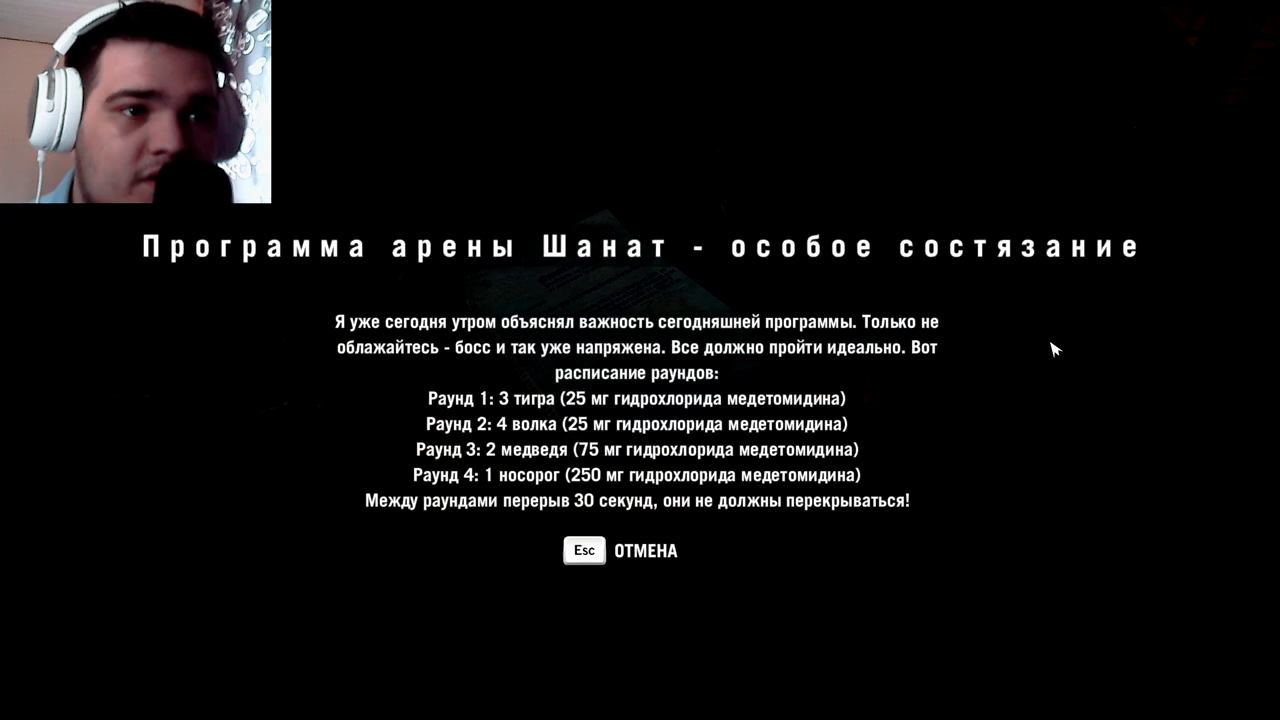 Программа арены Шанат - особое состязание
Я уже сегодня утром объяснял важность сегодняшней программы. Только не
облажайтесь - босс и так уже напряжена. Все должно пройти идеально. Вот
расписание раундов:
Раунд 1: 3 тигра (25 мг гидрохлорида медетомидина)
Раунд 2: 4 волка (25 мг гидрохлорида медетомидина)
Раунд 3: 2 медведя (75 мг гидрохлорида медетомидина)
Раунд 4: 1 носорог (250 мг гидрохлорида медетомидина)
Между раундами перерыв 30 секунд, они не должны перекрываться!
Esc ОТМЕНА